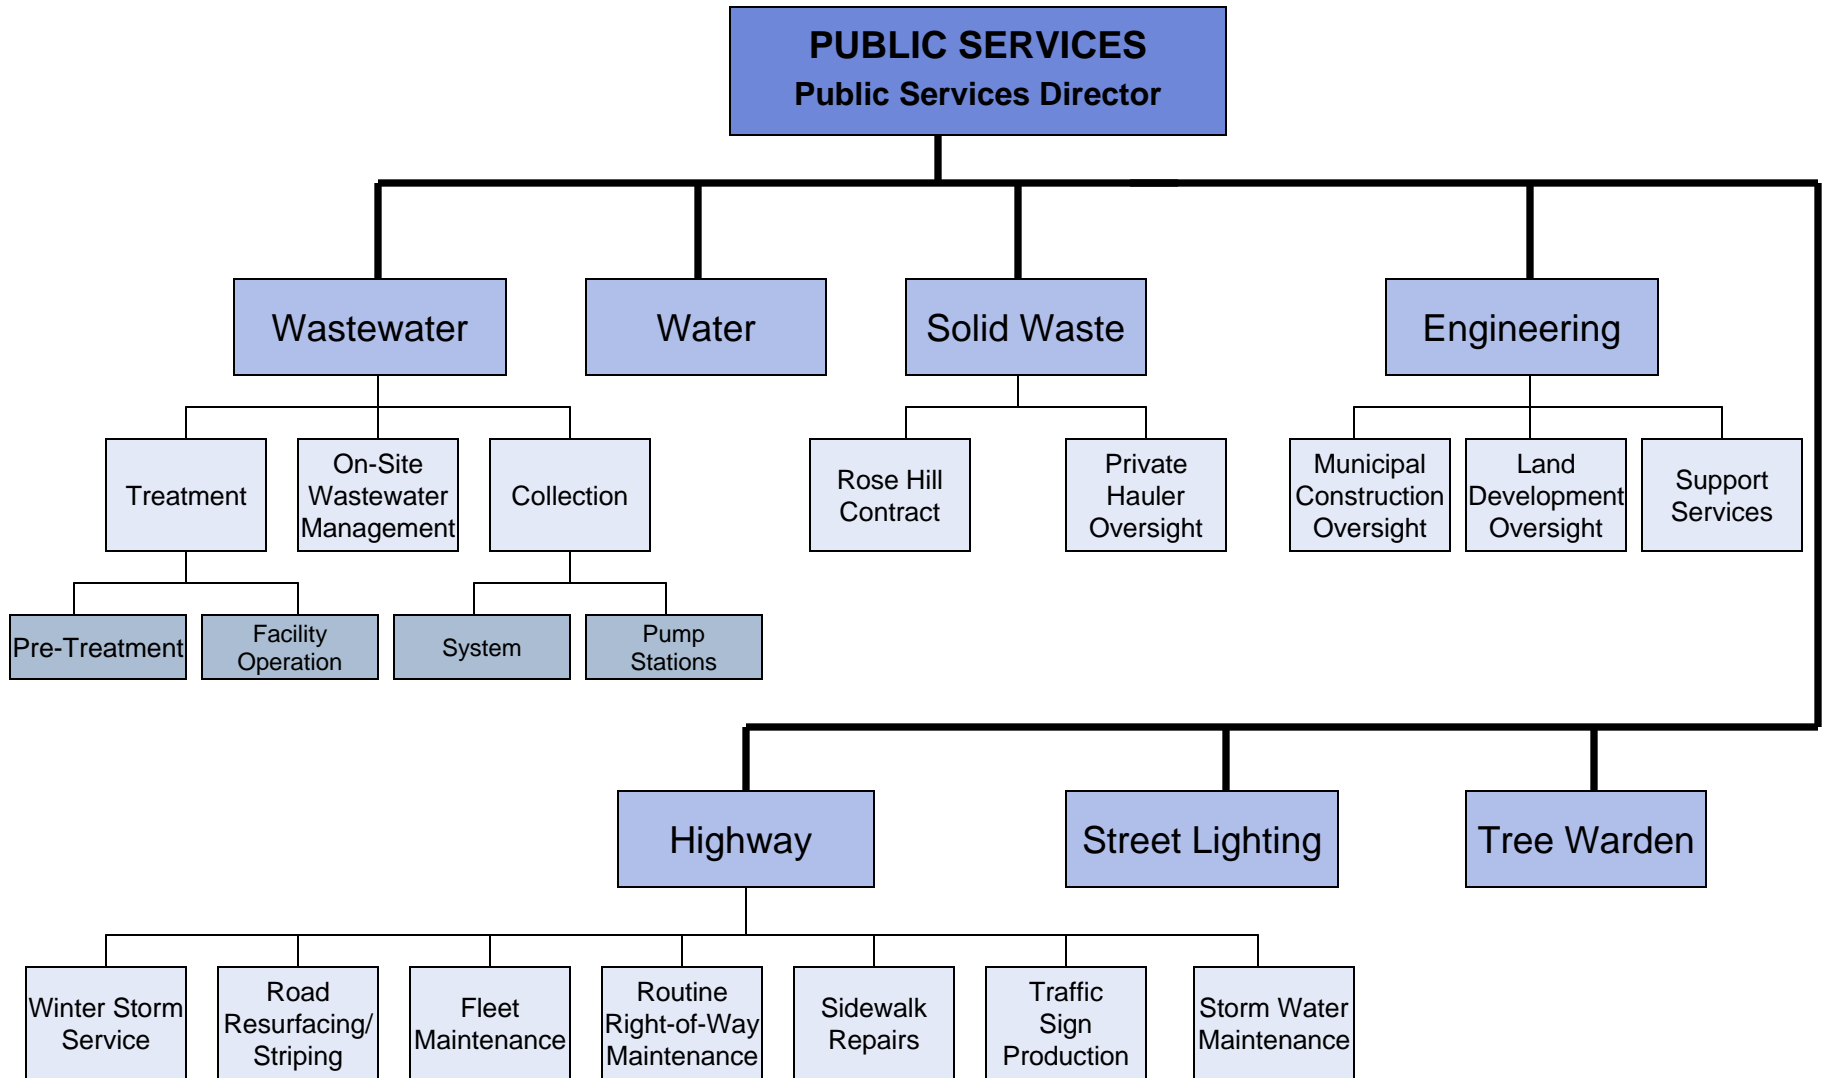 PUBLIC SERVICES
Public Services Director
Wastewater
Water
Solid Waste
Engineering
Treatment
On-Site
Wastewater
Management
Collection
Rose Hill
Contract
Private
Hauler
Oversight
Municipal
Construction
Oversight
Land
Development
Oversight
Support
Services
Pre-Treatment
Facility
Operation
System
Pump
Stations
Highway
Street Lighting
Tree Warden
Winter Storm
Service
Road
Resurfacing/
Striping
Fleet
Maintenance
Routine
Right-of-Way
Maintenance
Sidewalk
Repairs
Traffic
Sign
Production
Storm Water
Maintenance